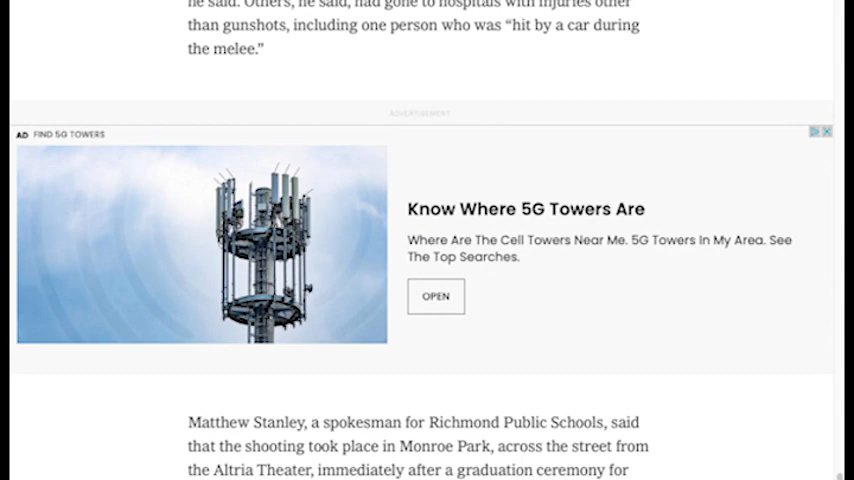 he said. Others, he said, had gone to hospitals with injuries other
than gunshots, including one person who was “hit by a car during
the melee.”
ADVERTISEMENT
AD FIND 5G TOWERS
Know Where 5G Towers Are
Where Are The Cell Towers Near Me. 5G Towers In My Area. See
The Top Searches.
OPEN
Matthew Stanley, a spokesman for Richmond Public Schools, said
that the shooting took place in Monroe Park, across the street from
the Altria Theater, immediately after a graduation ceremony for